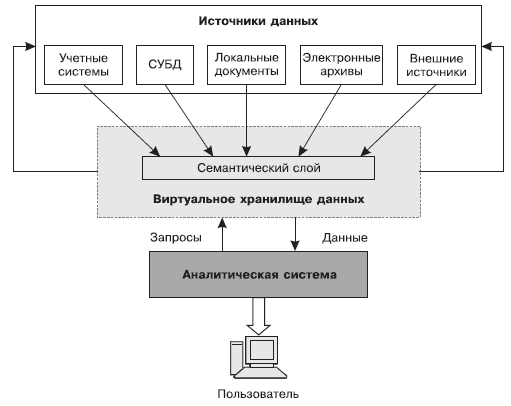 Источники данных
Учетные
системы
СУБД
Локальные
документы
Электронные
архивы
Внешние
источники
Семантический слой
Виртуальное хранилище данных
Запросы
Данные
Аналитическая система
Пользователь